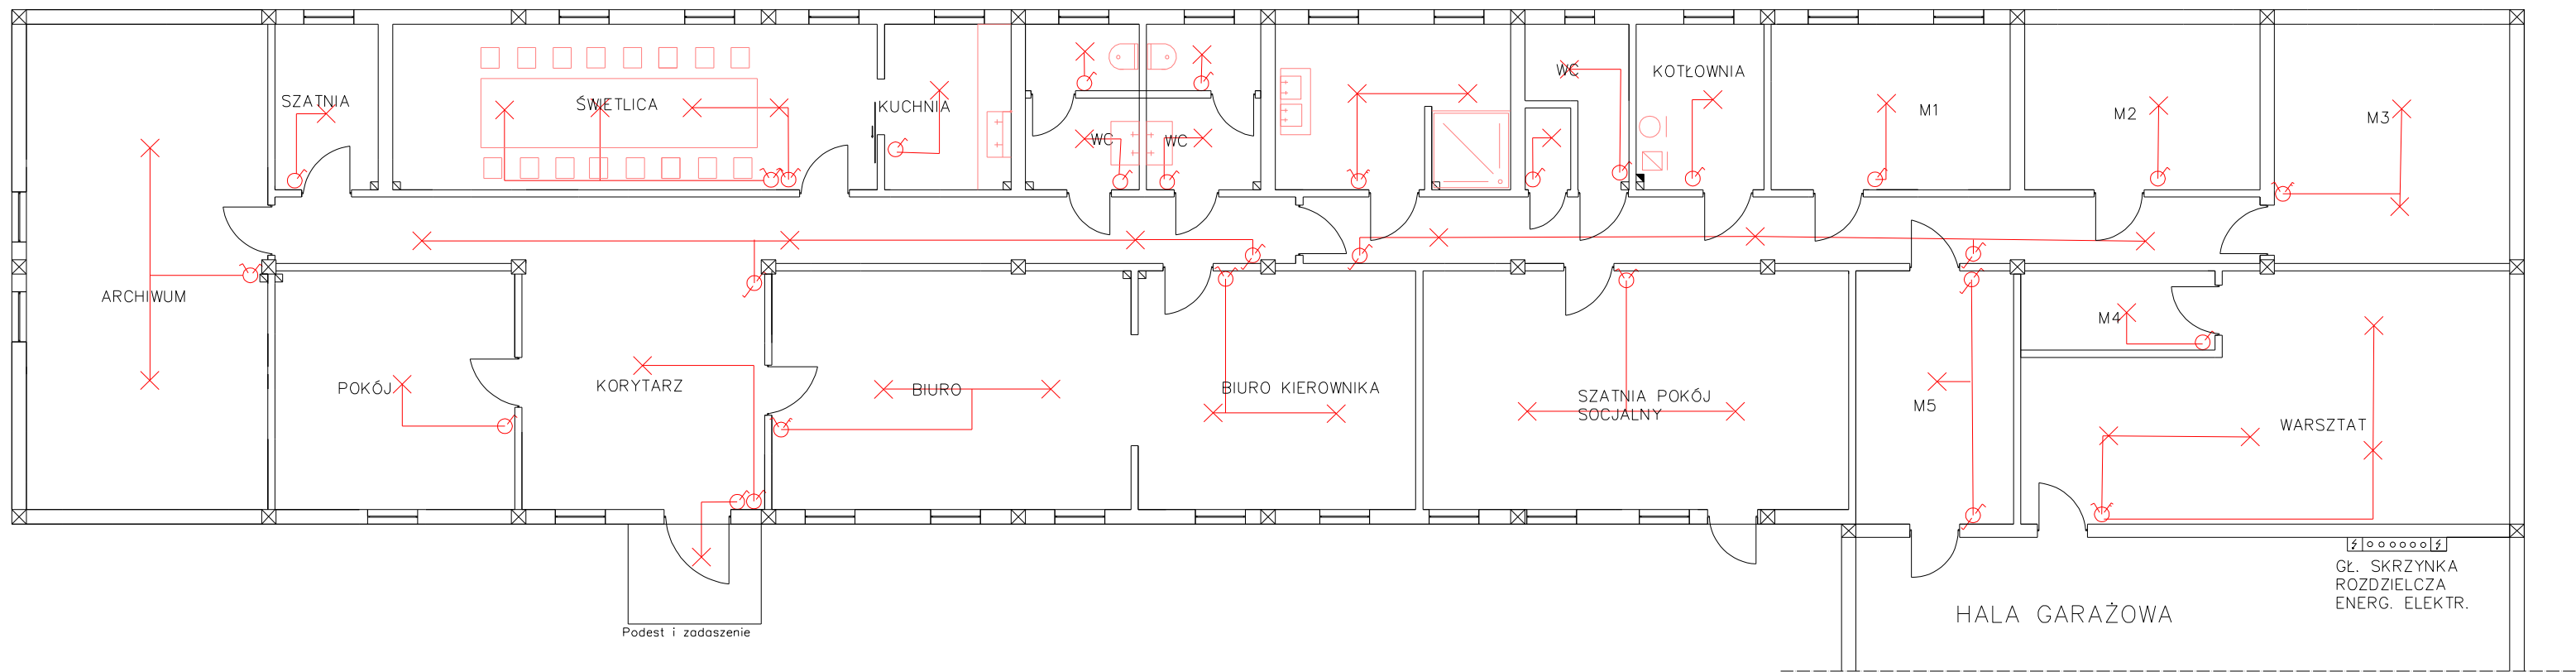 SZATNIA
ŚWIETLICA
KUCHNIA
WC
WC
WC
KOTŁOWNIA
M1
M2
M3
ARCHIWUM
POKÓJ
KORYTARZ
BIURO
BIURO KIEROWNIKA
SZATNIA POKÓJ
SOCJALNY
M5
M4
WARSZTAT
GŁ. SKRZYNKA
ROZDZIELCZA
ENERG. ELEKTR.
HALA GARAŻOWA
Podest i zadaszenie